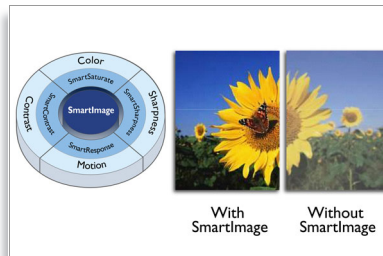 Color
SmartSaturate
Contrast
SmartContrast
SmartImage
SmartSharpness
Sharpness
SmartResponse
Motion
With
SmartImage
Without
SmartImage